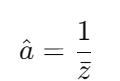 â = 1/z̄